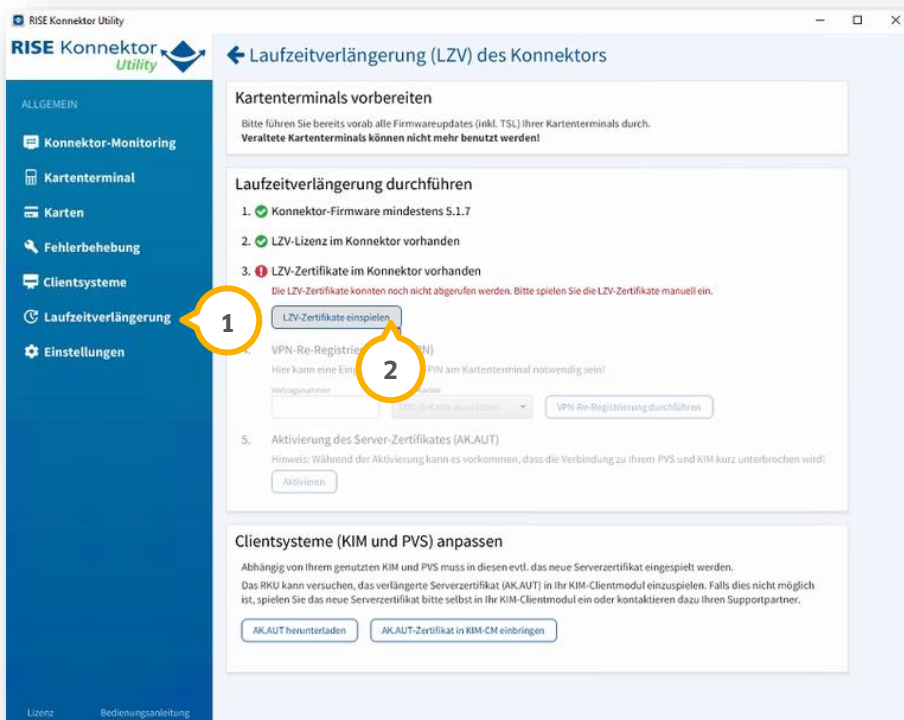 RISE Konnektor Utility
RISE Konnektor
Utility
ALLGEMEIN
Konnektor-Monitoring
Kartenterminal
Karten
Fehlerbehebung
Clientsysteme
Laufzeitverlängerung
1
Einstellungen
Lizenz
Bedienungsanleitung
Laufzeitverlängerung (LZV) des Konnektors
Kartenterminals vorbereiten
Bitte führen Sie bereits vorab alle Firmwareupdates (inkl. TSL) Ihrer Kartenterminals durch.
Veraltete Kartenterminals können nicht mehr benutzt werden!
Laufzeitverlängerung durchführen
1. Konnektor-Firmware mindestens 5.1.7
2. LZV-Lizenz im Konnektor vorhanden
3. LZV-Zertifikate im Konnektor vorhanden
Die LZV-Zertifikate konnten noch nicht abgerufen werden. Bitte spielen Sie die LZV-Zertifikate manuell ein.
LZV-Zertifikate einspielen
2
VPN-Re-Registrier
Hier kann eine Eing PIN am Kartenterminal notwendig sein!
Vertragsnummer
SMC-B Karte auswählen
VPN-Re-Registrierung durchführen
5. Aktivierung des Server-Zertifikates (AK.AUT)
Hinweis: Während der Aktivierung kann es vorkommen, dass die Verbindung zu Ihrem PVS und KIM kurz unterbrochen wird!
Aktivieren
Clientsysteme (KIM und PVS) anpassen
Abhängig von Ihrem genutzten KIM und PVS muss in diesen evtl. das neue Serverzertifikat eingespielt werden.
Das RKU kann versuchen, das verlängerte Serverzertifikat (AK.AUT) in Ihr KIM-Clientmodul einzuspielen. Falls dies nicht möglich
ist, spielen Sie das neue Serverzertifikat bitte selbst in Ihr KIM-Clientmodul ein oder kontaktieren dazu Ihren Supportpartner.
AK.AUT herunterladen
AK.AUT-Zertifikat in KIM-CM einbringen